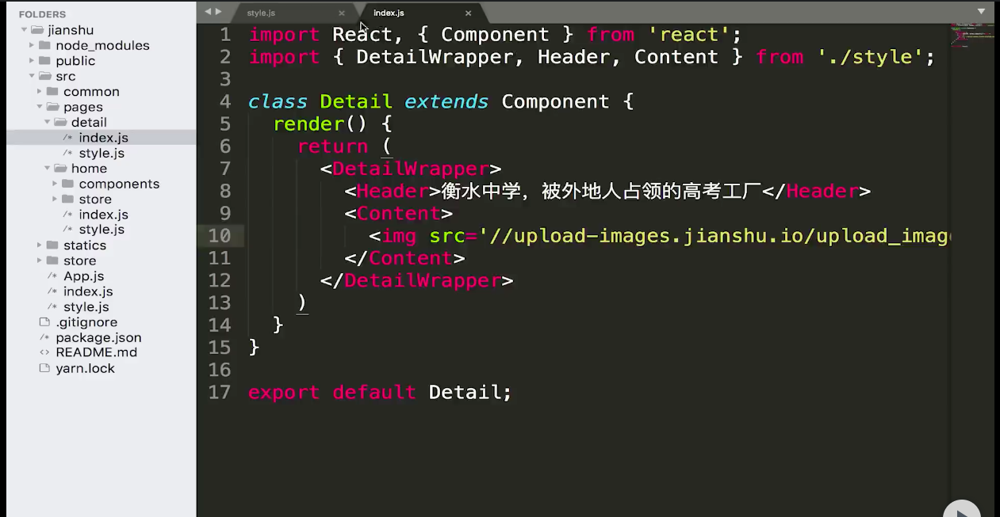 FOLDERS
jianshu
node_modules
public
src
common
pages
detail
index.js
style.js
home
components
store
index.js
style.js
statics
store
App.js
index.js
style.js
.gitignore
package.json
README.md
yarn.lock
style.js
index.js
1 import React, { Component } from 'react';
2 import { DetailWrapper, Header, Content } from './style';
3
4 class Detail extends Component {
5 render() {
6 return (
7 <DetailWrapper>
8 <Header>衡水中学，被外地人占领的高考工厂</Header>
9 <Content>
10 <img src='//upload-images.jianshu.io/upload_imag
11 </Content>
12 </DetailWrapper>
13 )
14 }
15 }
16
17 export default Detail;